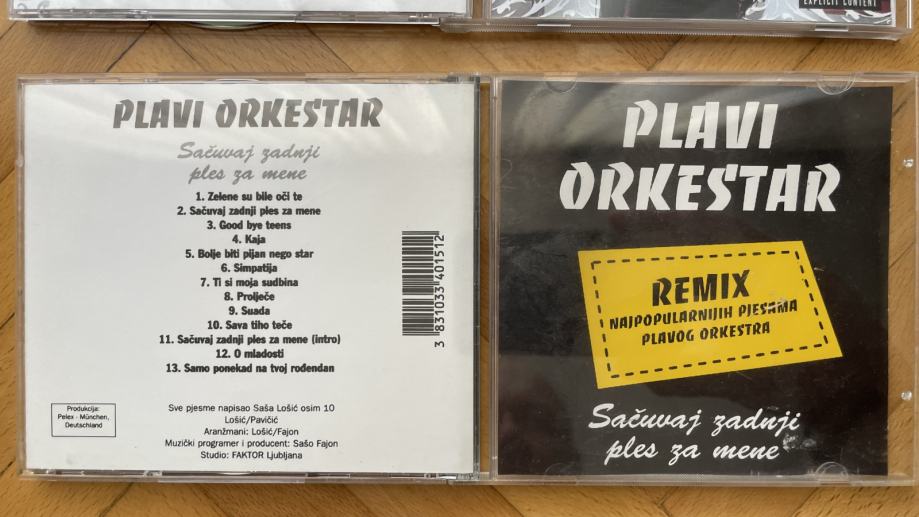 EXPLICIT CONTENT
PLAVI ORKESTAR
Sačuvaj zadnji
ples za mene
1. Zelene su bile oči te
2. Sačuvaj zadnji ples za mene
3. Good bye teens
4. Kaja
5. Bolje biti pijan nego star
6. Simpatija
7. Ti si moja sudbina
8. Prolječe
9. Suada
10. Sava tiho teče
11. Sačuvaj zadnji ples za mene (intro)
12. O mladosti
13. Samo ponekad na tvoj rođendan
3 831033 401512
Produkcija:
Pelex - München,
Deutschland
Sve pjesme napisao Saša Lošić osim 10
Lošić/Pavičić
Aranžmani: Lošić/Fajon
Muzički programer i producent: Sašo Fajon
Studio: FAKTOR Ljubljana
PLAVI
ORKESTAR
REMIX
NAJPOPULARNIJIH PJESAMA
PLAVOG ORKESTRA
Sačuvaj zadnji
ples za mene